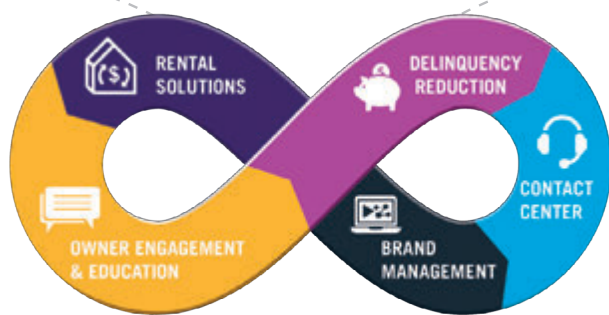 RENTAL
SOLUTIONS
DELINQUENCY
REDUCTION
CONTACT
CENTER
OWNER ENGAGEMENT
& EDUCATION
BRAND
MANAGEMENT